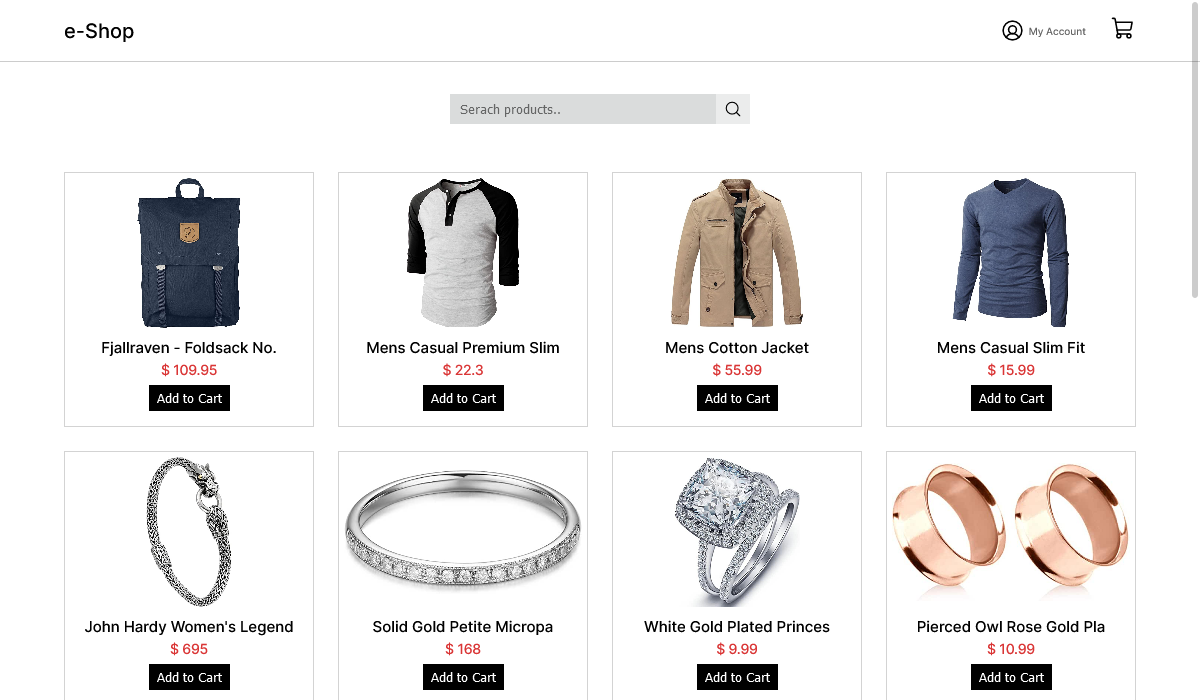 e-Shop
My Account
Serach products..
Fjallraven - Foldsack No.
$ 109.95
Add to Cart
Mens Casual Premium Slim
$ 22.3
Add to Cart
Mens Cotton Jacket
$ 55.99
Add to Cart
Mens Casual Slim Fit
$ 15.99
Add to Cart
John Hardy Women's Legend
$ 695
Add to Cart
Solid Gold Petite Micropa
$ 168
Add to Cart
White Gold Plated Princes
$ 9.99
Add to Cart
Pierced Owl Rose Gold Pla
$ 10.99
Add to Cart